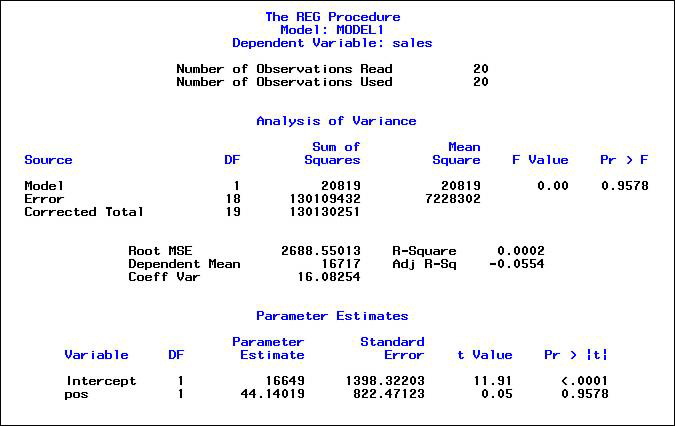 The REG Procedure
Model: MODEL1
Dependent Variable: sales
Number of Observations Read 20
Number of Observations Used 20
Analysis of Variance
Sum of Mean
Source DF Squares Square F Value Pr > F
Model 1 20819 20819 0.00 0.9578
Error 18 130109432 7228302
Corrected Total 19 130130251
Root MSE 2688.55013 R-Square 0.0002
Dependent Mean 16717 Adj R-Sq -0.0554
Coeff Var 16.08254
Parameter Estimates
Parameter Standard
Variable DF Estimate Error t Value Pr > |t|
Intercept 1 16649 1398.32203 11.91 <.0001
pos 1 44.14019 822.47123 0.05 0.9578